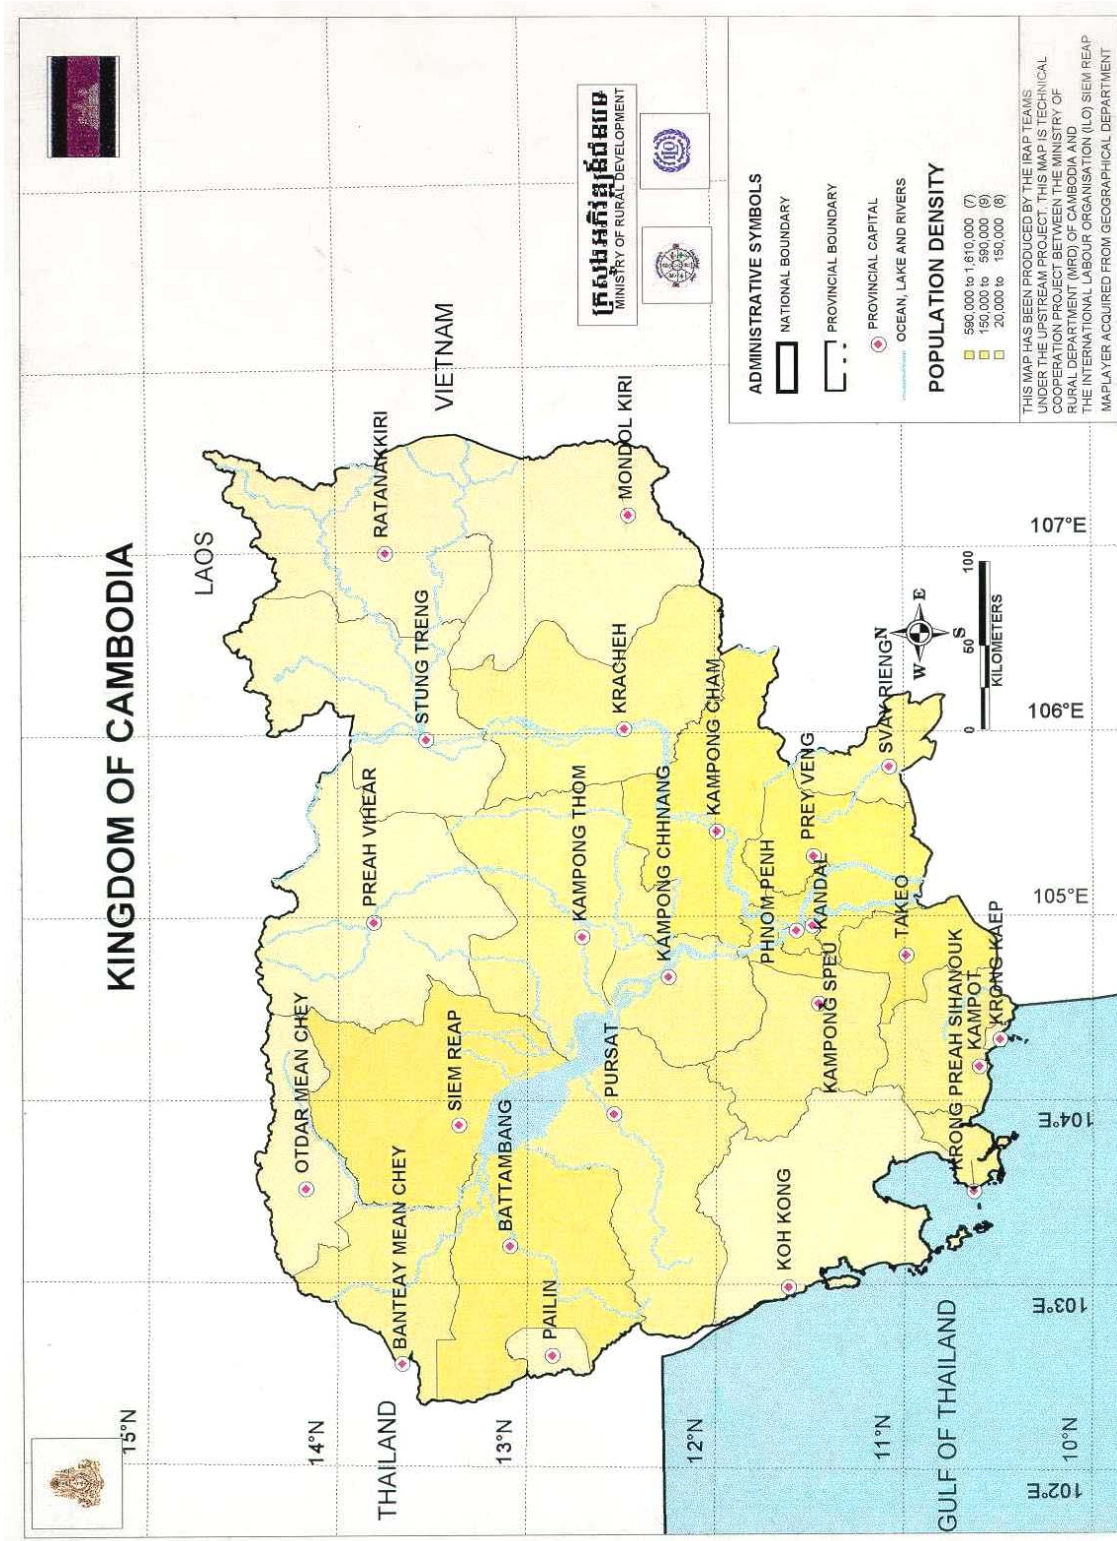 KINGDOM OF CAMBODIA
15°N
14°N
13°N
12°N
11°N
10°N
LAOS
VIETNAM
THAILAND
GULF OF THAILAND
OTDAR MEAN CHEY
PREAH VIHEAR
RATANAKKIRI
STUNG TRENG
BANTEAY MEAN CHEY
SIEM REAP
BATTAMBANG
PAILIN
KAMPONG THOM
PURSAT
KRACHEH
MONDOL KIRI
KAMPONG CHHNANG
KAMPONG CHAM
PHNOM PENH
KANDAL
PREY VENG
KAMPONG SPEU
KOH KONG
SVAY RIENG
TAKEO
KRONG PREAH SIHANOUK
KAMPOT
KRONG KAEP
102°E
103°E
104°E
105°E
106°E
107°E
N
W
E
S
0 50 100
KILOMETERS
MINISTRY OF RURAL DEVELOPMENT
ILO
ADMINISTRATIVE SYMBOLS
NATIONAL BOUNDARY
PROVINCIAL BOUNDARY
PROVINCIAL CAPITAL
OCEAN, LAKE AND RIVERS
POPULATION DENSITY
590,000 to 1,610,000 (7)
150,000 to 590,000 (9)
20,000 to 150,000 (8)
THIS MAP HAS BEEN PRODUCED BY THE IRAP TEAMS
UNDER THE UPSTREAM PROJECT. THIS MAP IS TECHNICAL
COOPERATION PROJECT BETWEEN THE MINISTRY OF
RURAL DEPARTMENT (MRD) OF CAMBODIA AND
THE INTERNATIONAL LABOUR ORGANISATION (ILO) SIEM REAP
MAPLAYER ACQUIRED FROM GEOGRAPHICAL DEPARTMENT